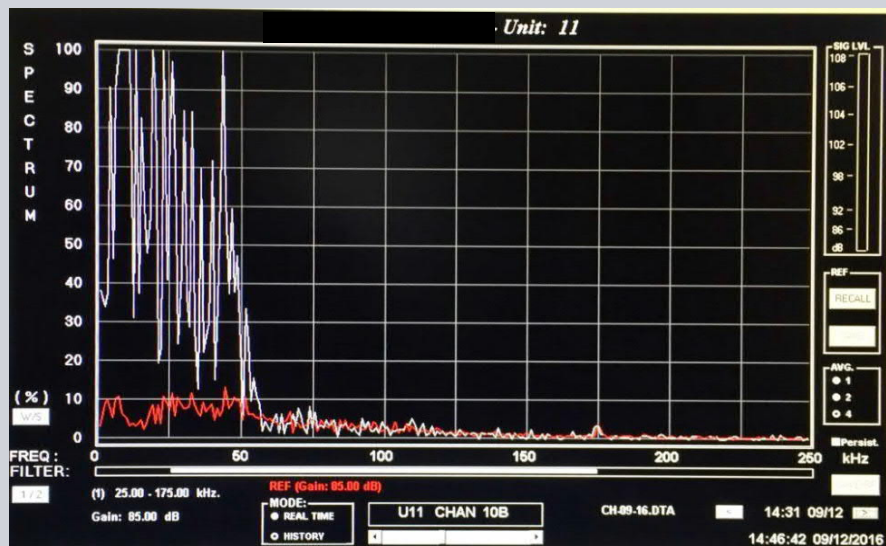 - Unit: 11
SPECTRUM
(%)
W/S
100
90
80
70
60
50
40
30
20
10
0
SIG LVL
108
106
104
102
98
92
86
dB
REF
RECALL
AVG.
1
2
4
Persist.
FREQ :
0
50
100
150
200
250
kHz
FILTER:
1 / 2
(1) 25.00 - 175.00 kHz.
Gain: 85.00 dB
REF (Gain: 85.00 dB)
MODE:
REAL TIME
HISTORY
U11 CHAN 10B
CH-09-16.DTA
<
14:31 09/12
>
14:46:42 09/12/2016